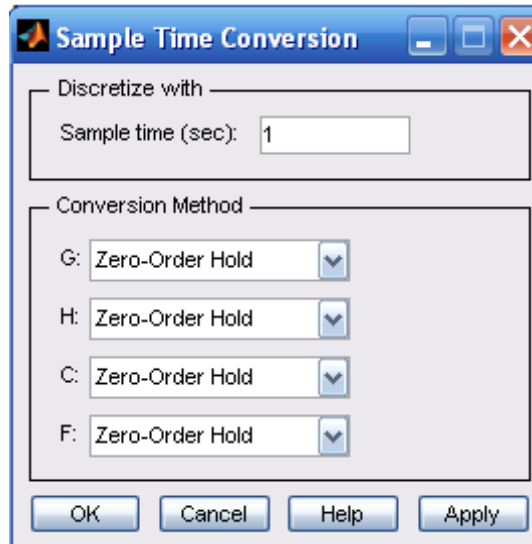 Sample Time Conversion
Discretize with
Sample time (sec): 1
Conversion Method
G: Zero-Order Hold
H: Zero-Order Hold
C: Zero-Order Hold
F: Zero-Order Hold
OK Cancel Help Apply